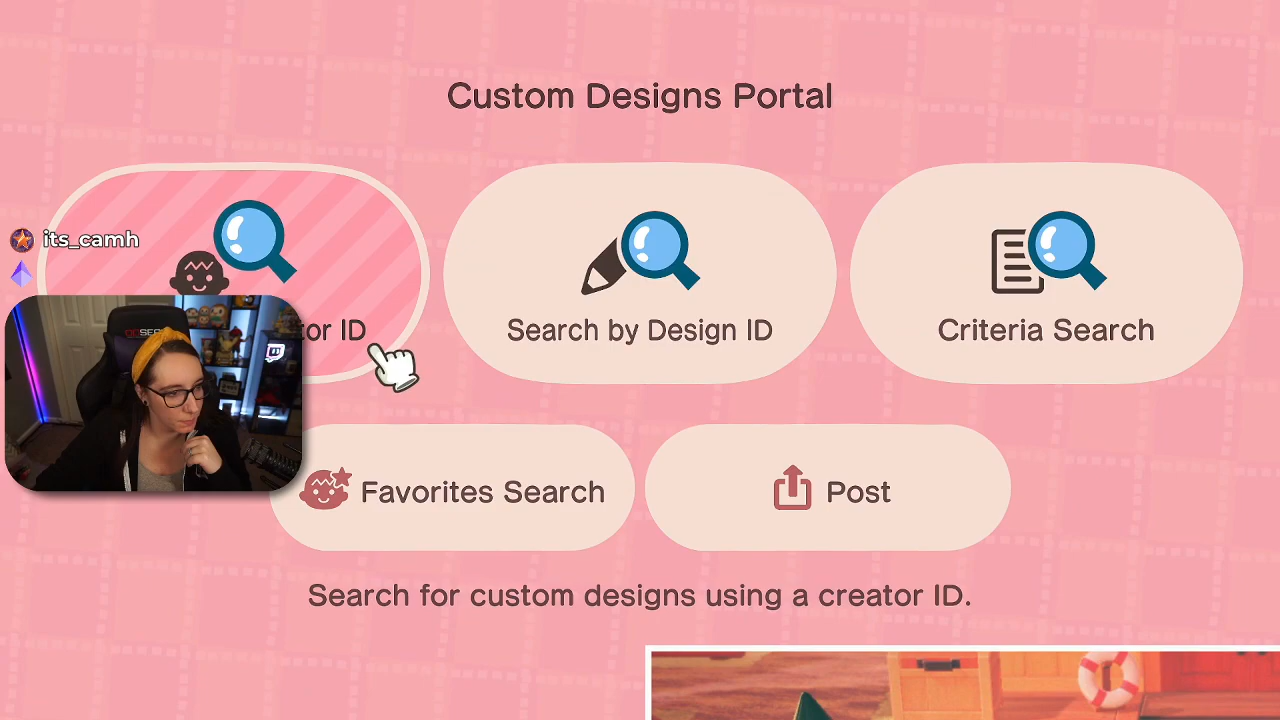 Custom Designs Portal
its_camh
tor ID
Search by Design ID
Criteria Search
Favorites Search
Post
Search for custom designs using a creator ID.